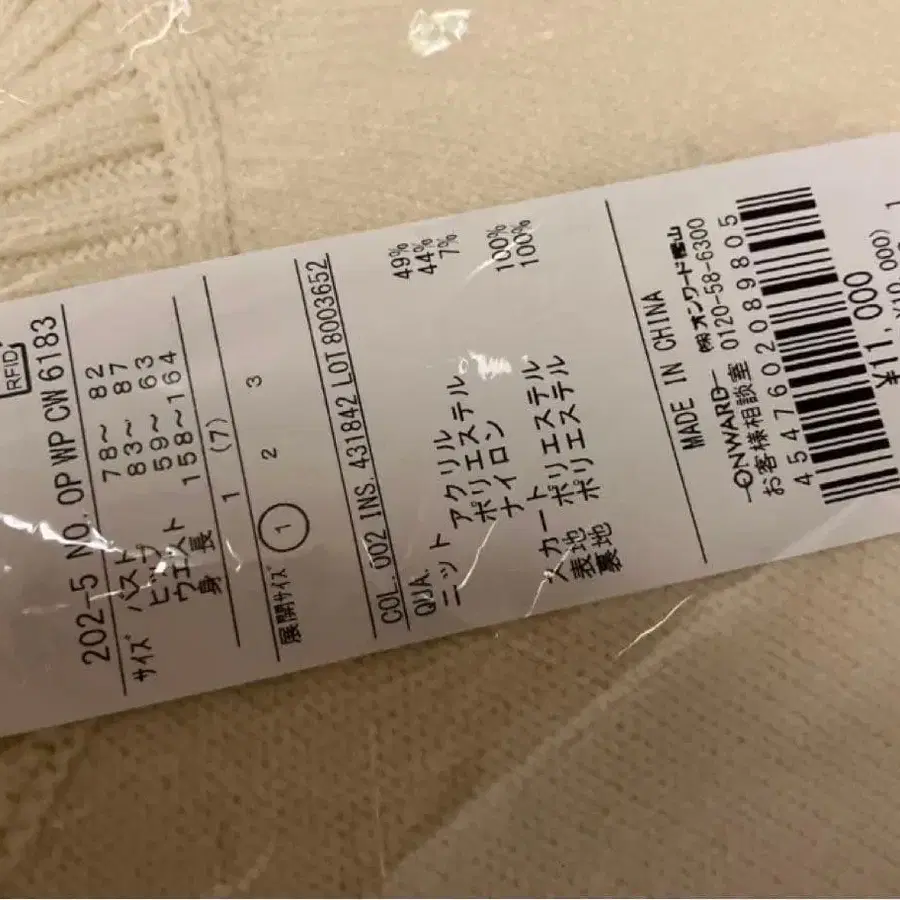 RFID
202-5 NO. OP WP CW 6183
サイズ
バスト 78～ 82
ヒップ 83～ 87
ウエスト 59～ 63
身長 158～164
1 (7)
展開サイズ 1 2 3
COL. 002 INS. 431842 LOT 8003652
QUA.
ニット アクリル 49%
ポリエステル 44%
ナイロン 7%
スカート
表地 ポリエステル 100%
裏地 ポリエステル 100%
MADE IN CHINA
ONWARD ㈱オンワード樫山
お客様相談室 0120-58-6300
4547602089805
¥11,000